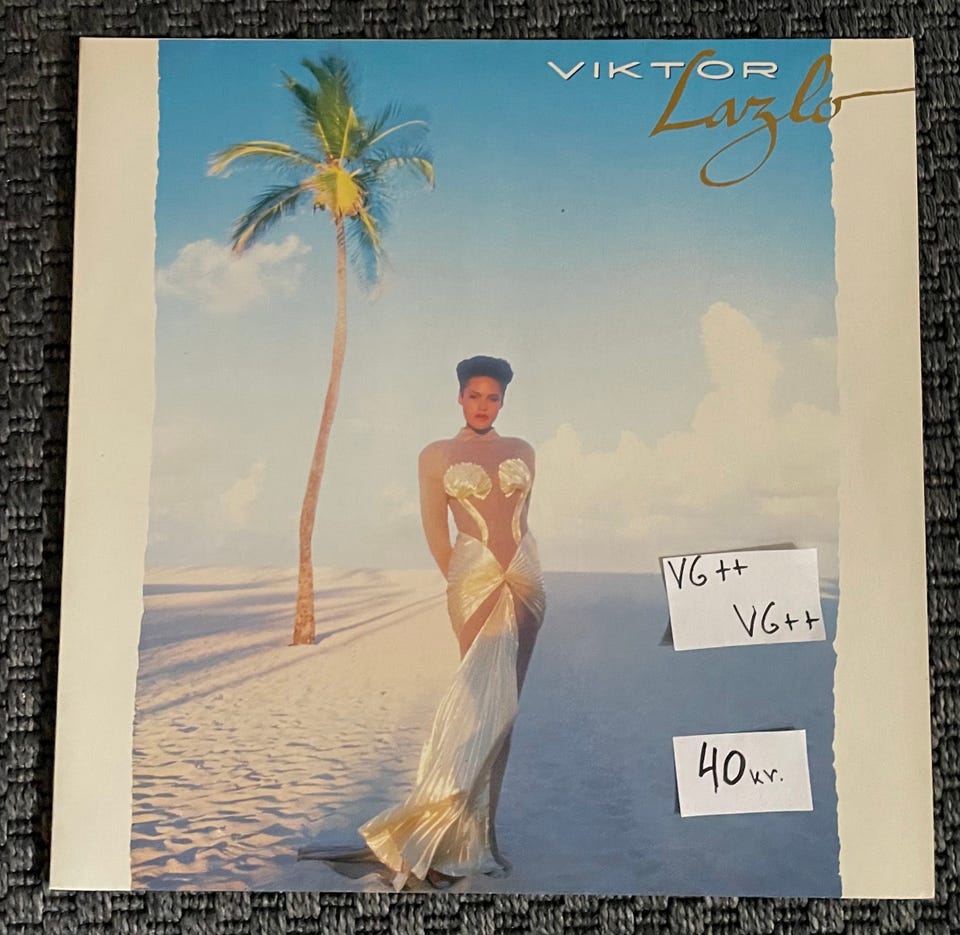 VIKTOR
Lazlo
VG++
VG++
40 kr.